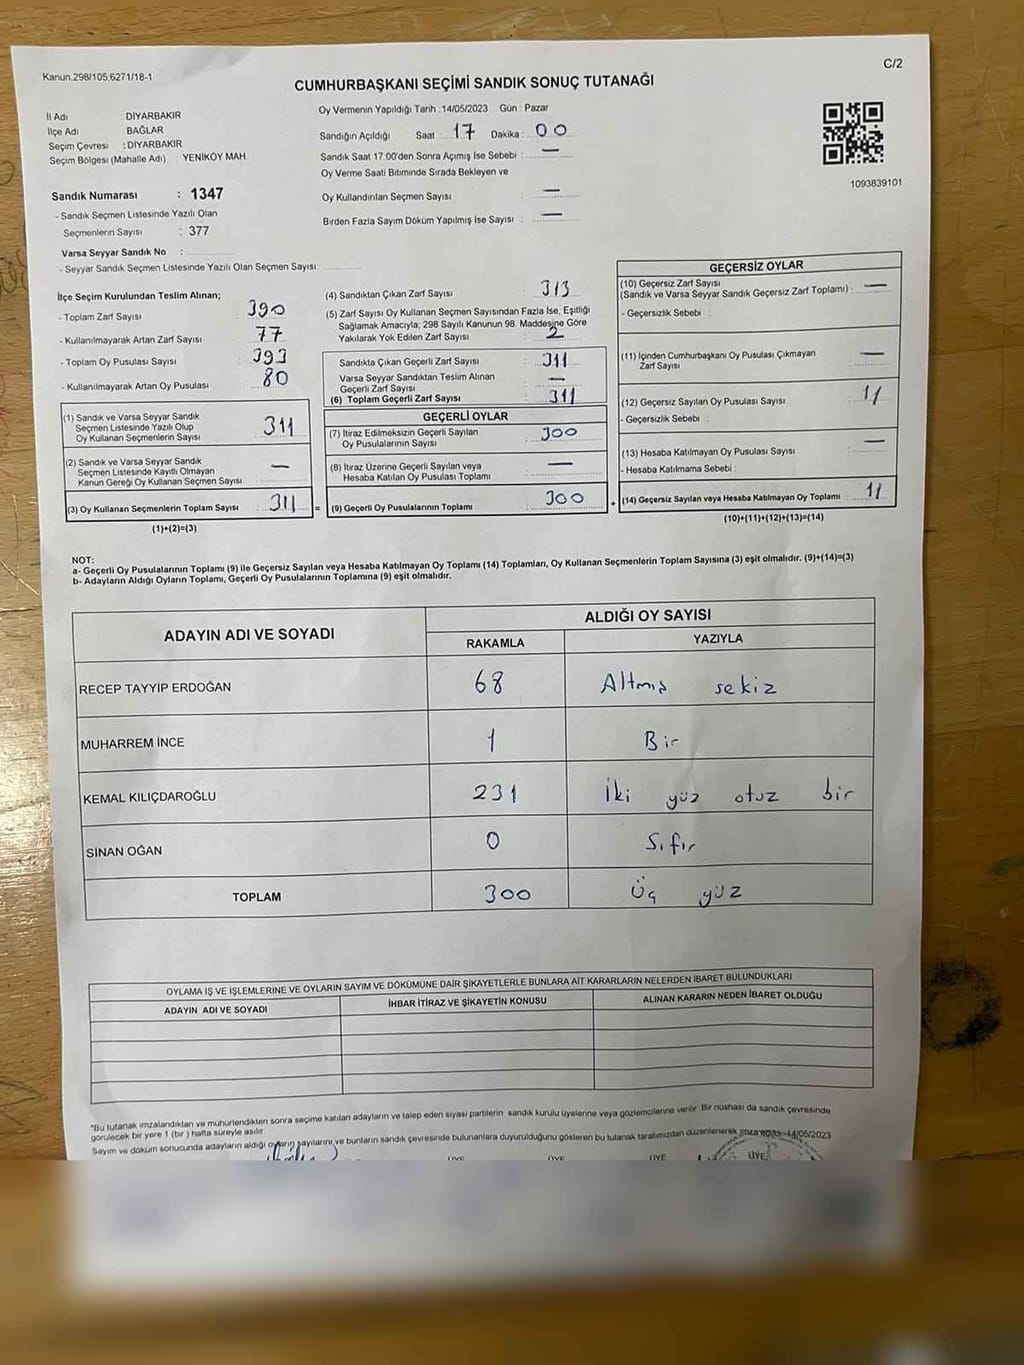 Kanun.298/105,6271/18-1
C/2
CUMHURBAŞKANI SEÇİMİ SANDIK SONUÇ TUTANAĞI
İl Adı DİYARBAKIR
İlçe Adı BAĞLAR
Seçim Çevresi : DİYARBAKIR
Seçim Bölgesi (Mahalle Adı) : YENİKÖY MAH.
Sandık Numarası : 1347
- Sandık Seçmen Listesinde Yazılı Olan
Seçmenlerin Sayısı : 377
Varsa Seyyar Sandık No :
- Seyyar Sandık Seçmen Listesinde Yazılı Olan Seçmen Sayısı:
Oy Vermenin Yapıldığı Tarih : 14/05/2023 Gün : Pazar
Sandığın Açıldığı Saat : 17 Dakika : 00
Sandık Saat 17:00'den Sonra Açımış İse Sebebi : —
Oy Verme Saati Bitiminde Sırada Bekleyen ve
Oy Kullandırılan Seçmen Sayısı : —
Birden Fazla Sayım Döküm Yapılmış İse Sayısı : —
1093839101
İlçe Seçim Kurulundan Teslim Alınan;
- Toplam Zarf Sayısı : 390
- Kullanılmayarak Artan Zarf Sayısı : 77
- Toplam Oy Pusulası Sayısı : 393
- Kullanılmayarak Artan Oy Pusulası : 80
(1) Sandık ve Varsa Seyyar Sandık
Seçmen Listesinde Yazılı Olup
Oy Kullanan Seçmenlerin Sayısı : 311
(2) Sandık ve Varsa Seyyar Sandık
Seçmen Listesinde Kayıtlı Olmayan
Kanun Gereği Oy Kullanan Seçmen Sayısı : —
(3) Oy Kullanan Seçmenlerin Toplam Sayısı : 311 =
(1)+(2)=(3)
(4) Sandıktan Çıkan Zarf Sayısı : 313
(5) Zarf Sayısı Oy Kullanan Seçmen Sayısından Fazla İse, Eşitliği
Sağlamak Amacıyla, 298 Sayılı Kanunun 98. Maddesine Göre
Yakılarak Yok Edilen Zarf Sayısı : 2
Sandıkta Çıkan Geçerli Zarf Sayısı : 311
Varsa Seyyar Sandıktan Teslim Alınan
Geçerli Zarf Sayısı : —
(6) Toplam Geçerli Zarf Sayısı : 311
GEÇERLİ OYLAR
(7) İtiraz Edilmeksizin Geçerli Sayılan
Oy Pusulalarının Sayısı : 300
(8) İtiraz Üzerine Geçerli Sayılan veya
Hesaba Katılan Oy Pusulası Toplamı : —
(9) Geçerli Oy Pusulalarının Toplamı : 300 +
GEÇERSİZ OYLAR
(10) Geçersiz Zarf Sayısı
(Sandık ve Varsa Seyyar Sandık Geçersiz Zarf Toplamı) : —
- Geçersizlik Sebebi :
(11) İçinden Cumhurbaşkanı Oy Pusulası Çıkmayan
Zarf Sayısı : —
(12) Geçersiz Sayılan Oy Pusulası Sayısı : 11
- Geçersizlik Sebebi :
(13) Hesaba Katılmayan Oy Pusulası Sayısı : —
- Hesaba Katılmama Sebebi :
(14) Geçersiz Sayılan veya Hesaba Katılmayan Oy Toplamı : 11
(10)+(11)+(12)+(13)=(14)
NOT:
a- Geçerli Oy Pusulalarının Toplamı (9) ile Geçersiz Sayılan veya Hesaba Katılmayan Oy Toplamı (14) Toplamları, Oy Kullanan Seçmenlerin Toplam Sayısına (3) eşit olmalıdır. (9)+(14)=(3)
b- Adayların Aldığı Oyların Toplamı, Geçerli Oy Pusulalarının Toplamına (9) eşit olmalıdır.
ADAYIN ADI VE SOYADI
ALDIĞI OY SAYISI
RAKAMLA YAZIYLA
RECEP TAYYİP ERDOĞAN 68 Altmış sekiz
MUHARREM İNCE 1 Bir
KEMAL KILIÇDAROĞLU 231 İki yüz otuz bir
SİNAN OĞAN 0 Sıfır
TOPLAM 300 Üç yüz
OYLAMA İŞ VE İŞLEMLERİNE VE OYLARIN SAYIM VE DÖKÜMÜNE DAİR ŞİKAYETLERLE BUNLARA AİT KARARLARIN NELERDEN İBARET BULUNDUKLARI
ADAYIN ADI VE SOYADI İHBAR İTİRAZ VE ŞİKAYETİN KONUSU ALINAN KARARIN NEDEN İBARET OLDUĞU
*Bu tutanak imzalandıktan ve mühürlendikten sonra seçime katılan adayların ve talep eden siyasi partilerin sandık kurulu üyelerine veya gözlemcilerine verilir. Bir nüshası da sandık çevresinde
görülecek bir yere 1 (bir) hafta süreyle asılır.
Sayım ve döküm sonucunda adayların aldığı oyların sayılarını ve bunların sandık çevresinde bulunanlara duyurulduğunu gösteren bu tutanak tarafımızdan düzenlenerek imza edildi. 14/05/2023
ÜYE ÜYE ÜYE ÜYE